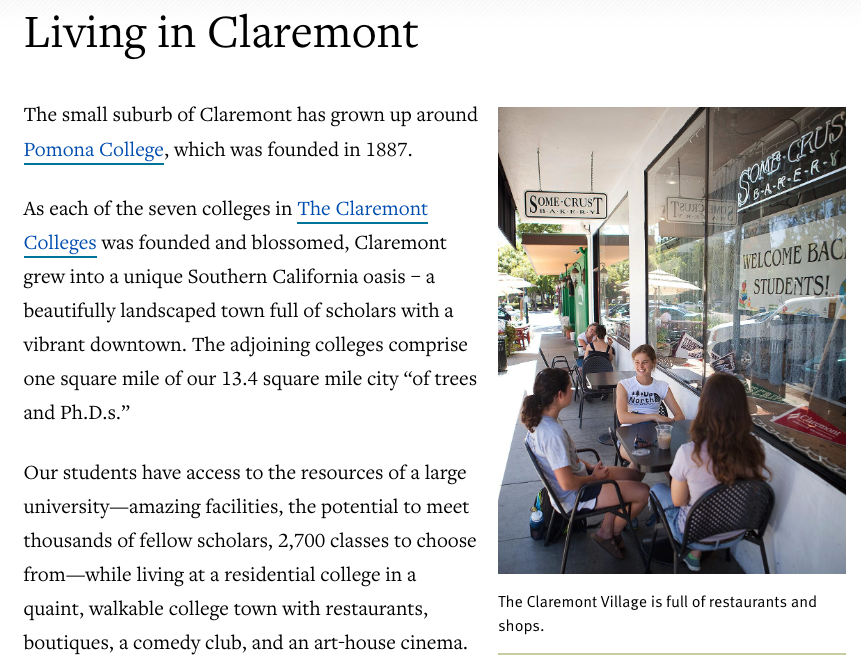 Living in Claremont
The small suburb of Claremont has grown up around
Pomona College, which was founded in 1887.
As each of the seven colleges in The Claremont
Colleges was founded and blossomed, Claremont
grew into a unique Southern California oasis – a
beautifully landscaped town full of scholars with a
vibrant downtown. The adjoining colleges comprise
one square mile of our 13.4 square mile city “of trees
and Ph.D.s.”
Our students have access to the resources of a large
university—amazing facilities, the potential to meet
thousands of fellow scholars, 2,700 classes to choose
from—while living at a residential college in a
quaint, walkable college town with restaurants,
boutiques, a comedy club, and an art-house cinema.
SOME-CRUST
BAKERY
SOME-CRUS
B-A-K-E-R-Y
WELCOME BAC
STUDENTS!
North
Claremont
The Claremont Village is full of restaurants and
shops.